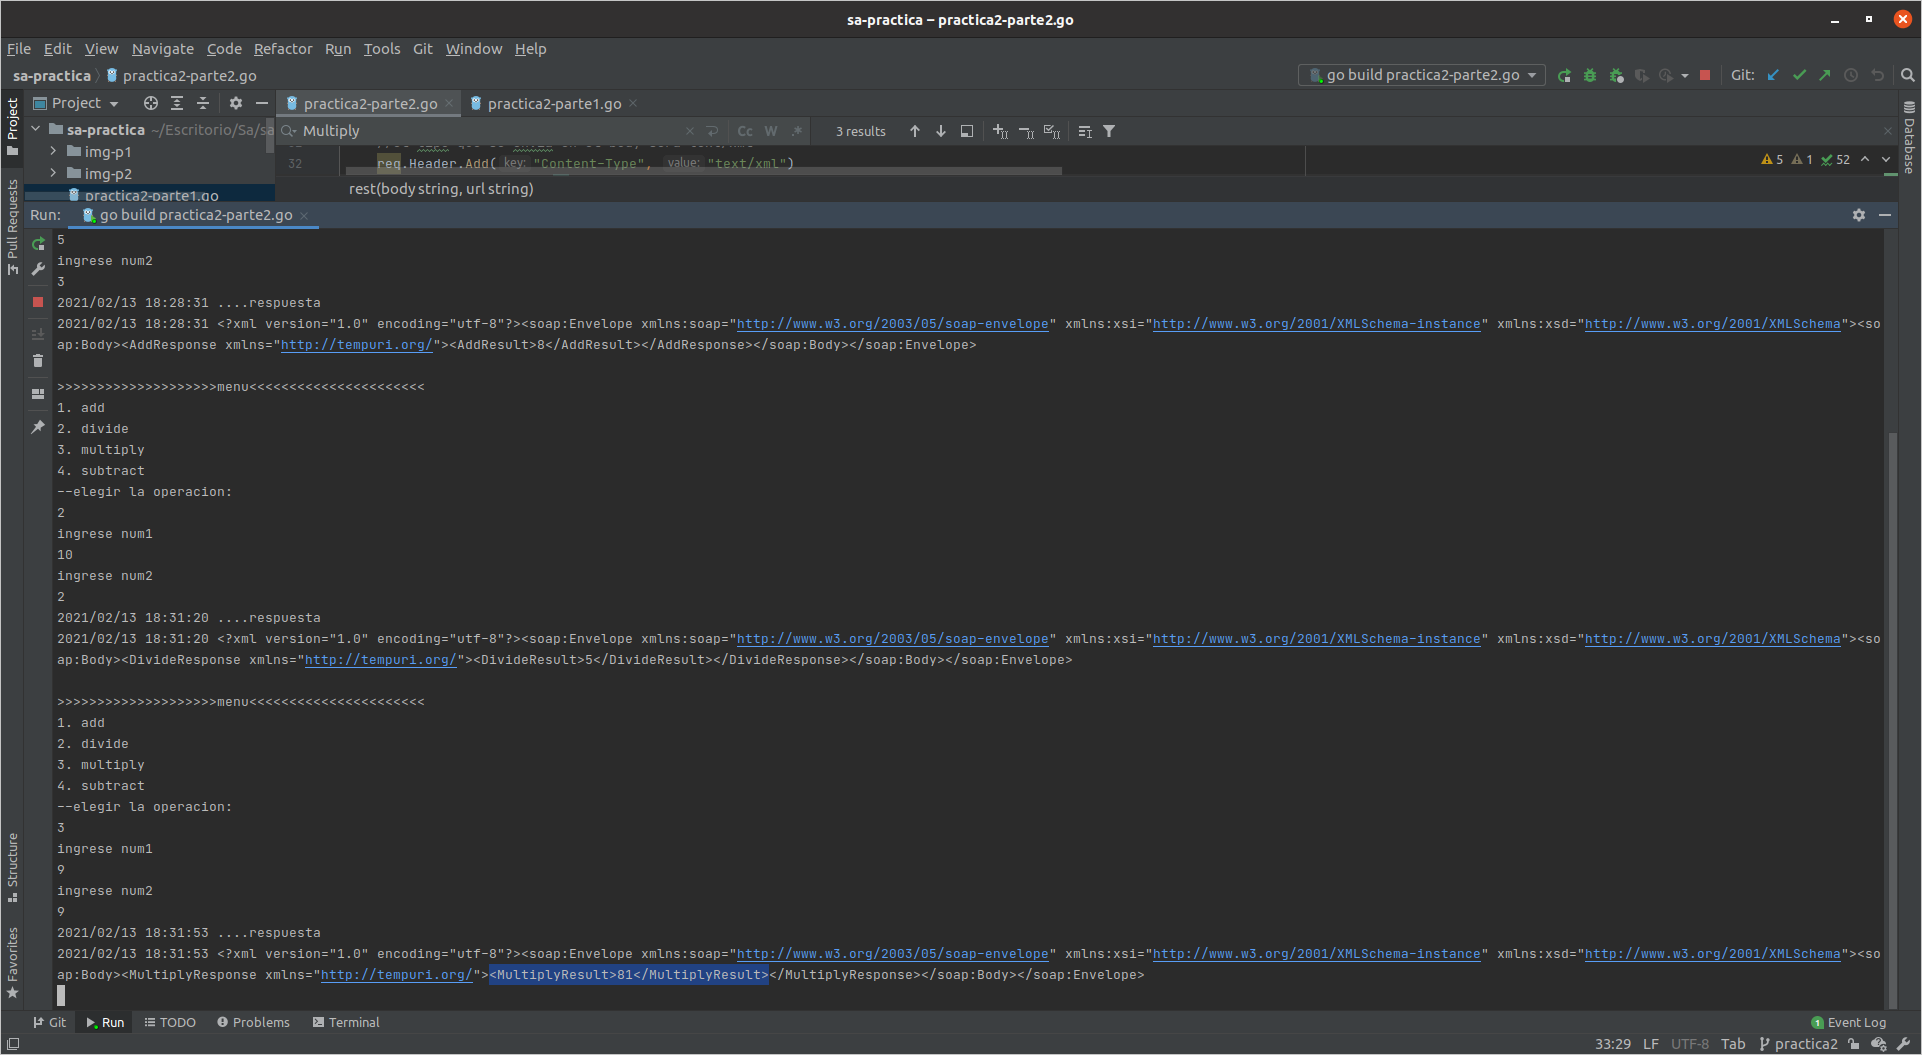 sa-practica – practica2-parte2.go
File Edit View Navigate Code Refactor Run Tools Git Window Help
sa-practica practica2-parte2.go go build practica2-parte2.go Git:
Project practica2-parte2.go practica2-parte1.go
sa-practica ~/Escritorio/Sa/sa Multiply Cc W .* 3 results
img-p1
32 req.Header.Add( key: "Content-Type", value: "text/xml") 5 1 52
img-p2
practica2-parte1.go rest(body string, url string)
Run: go build practica2-parte2.go
5
ingrese num2
3
2021/02/13 18:28:31 ....respuesta
2021/02/13 18:28:31 <?xml version="1.0" encoding="utf-8"?><soap:Envelope xmlns:soap="http://www.w3.org/2003/05/soap-envelope" xmlns:xsi="http://www.w3.org/2001/XMLSchema-instance" xmlns:xsd="http://www.w3.org/2001/XMLSchema"><so
ap:Body><AddResponse xmlns="http://tempuri.org/"><AddResult>8</AddResult></AddResponse></soap:Body></soap:Envelope>
>>>>>>>>>>>>>>>>>>>>menu<<<<<<<<<<<<<<<<<<<<<<
1. add
2. divide
3. multiply
4. subtract
--elegir la operacion:
2
ingrese num1
10
ingrese num2
2
2021/02/13 18:31:20 ....respuesta
2021/02/13 18:31:20 <?xml version="1.0" encoding="utf-8"?><soap:Envelope xmlns:soap="http://www.w3.org/2003/05/soap-envelope" xmlns:xsi="http://www.w3.org/2001/XMLSchema-instance" xmlns:xsd="http://www.w3.org/2001/XMLSchema"><so
ap:Body><DivideResponse xmlns="http://tempuri.org/"><DivideResult>5</DivideResult></DivideResponse></soap:Body></soap:Envelope>
>>>>>>>>>>>>>>>>>>>>menu<<<<<<<<<<<<<<<<<<<<<<
1. add
2. divide
3. multiply
4. subtract
--elegir la operacion:
3
ingrese num1
9
ingrese num2
9
2021/02/13 18:31:53 ....respuesta
2021/02/13 18:31:53 <?xml version="1.0" encoding="utf-8"?><soap:Envelope xmlns:soap="http://www.w3.org/2003/05/soap-envelope" xmlns:xsi="http://www.w3.org/2001/XMLSchema-instance" xmlns:xsd="http://www.w3.org/2001/XMLSchema"><so
ap:Body><MultiplyResponse xmlns="http://tempuri.org/"><MultiplyResult>81</MultiplyResult></MultiplyResponse></soap:Body></soap:Envelope>
Project
Pull Requests
Structure
Favorites
Database
Git Run TODO Problems Terminal 1 Event Log
33:29 LF UTF-8 Tab practica2